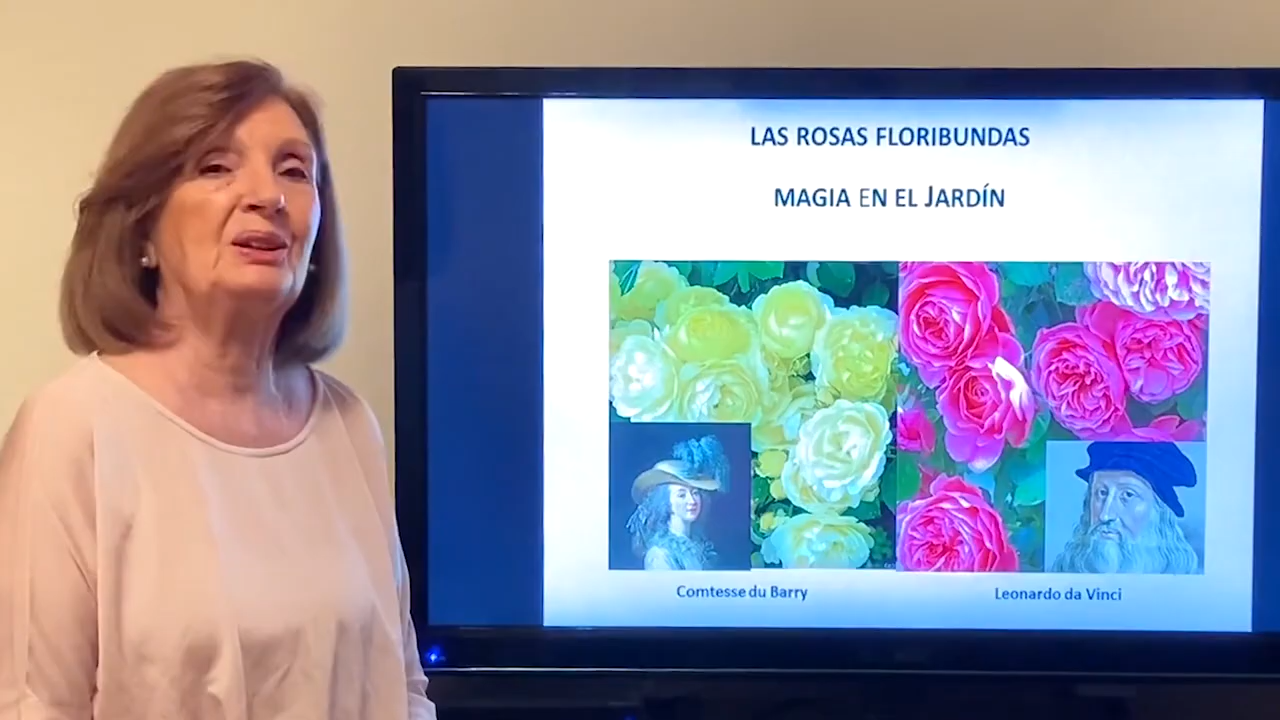 LAS ROSAS FLORIBUNDAS
MAGIA EN EL JARDÍN
Comtesse du Barry
Leonardo da Vinci